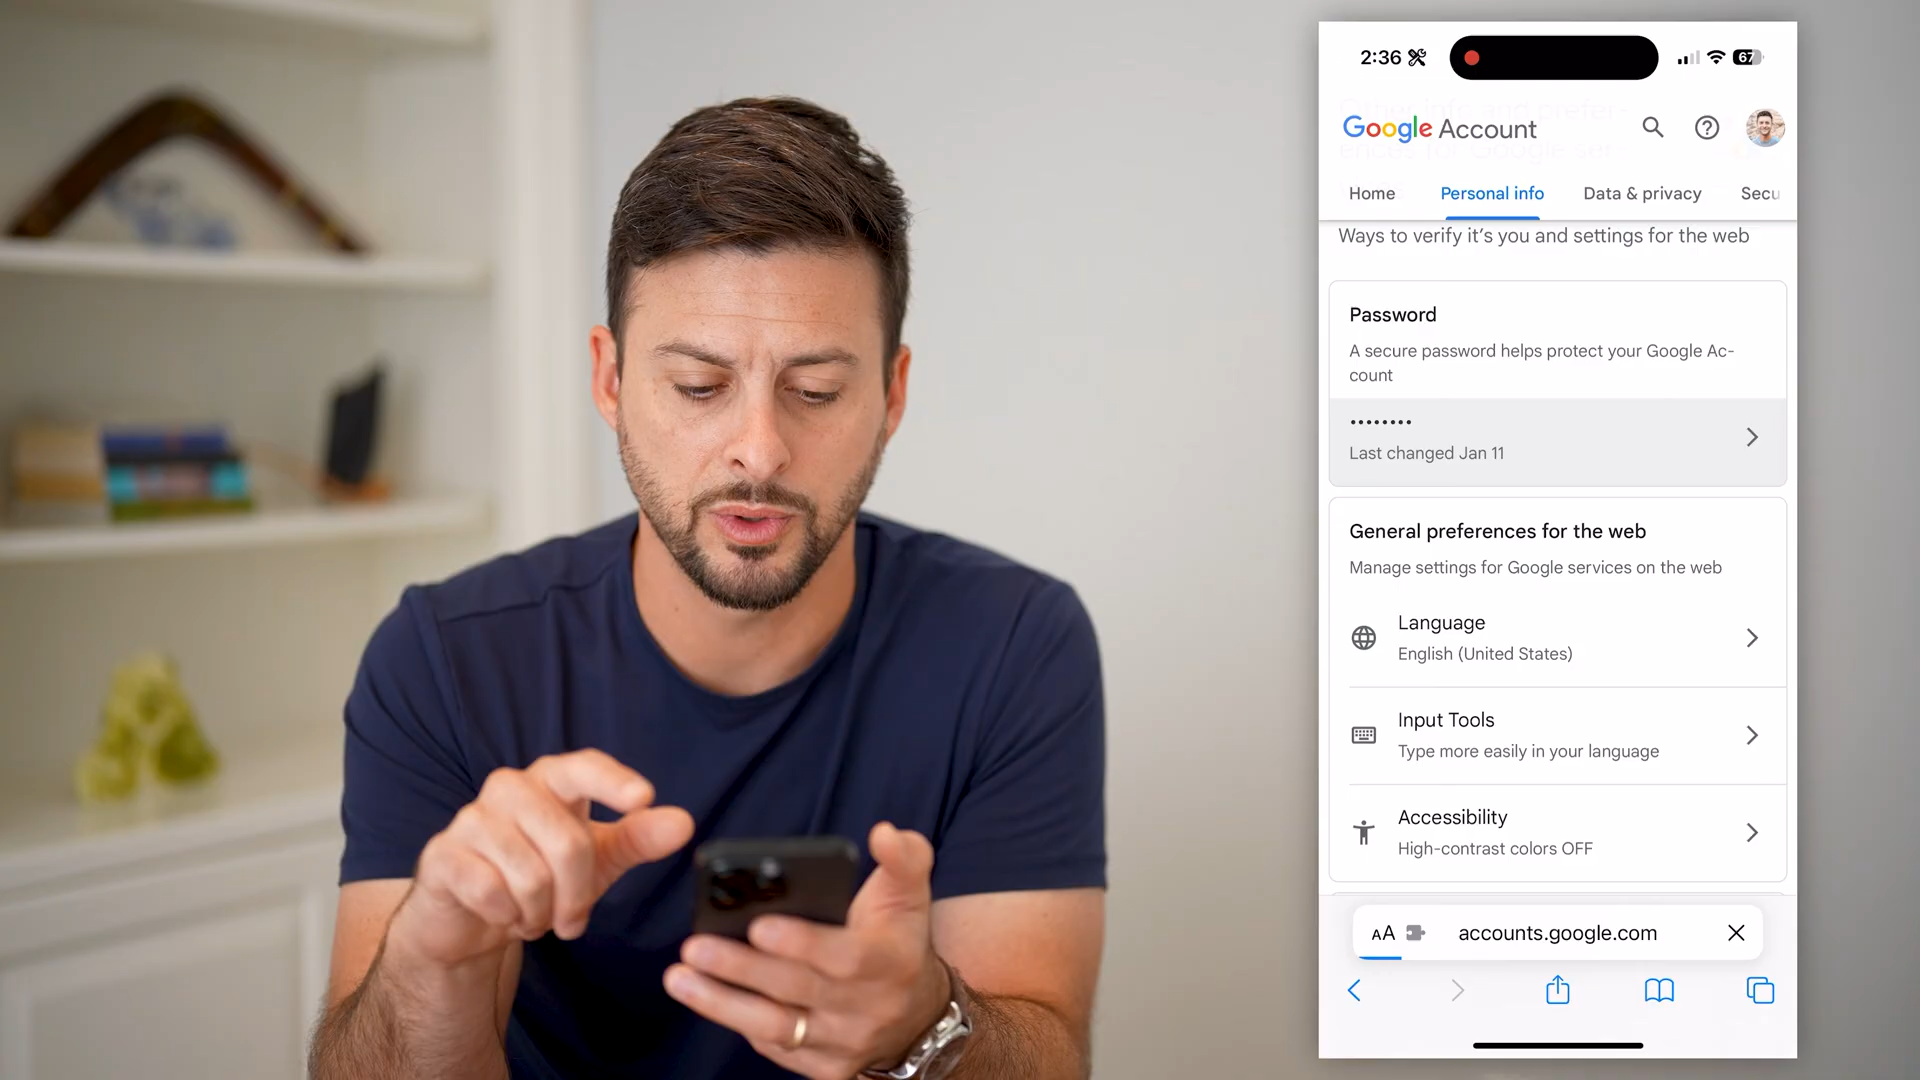 2:36
67
Google Account
Home Personal info Data & privacy Secu
Ways to verify it's you and settings for the web
Password
A secure password helps protect your Google Ac-
count
••••••••
Last changed Jan 11
General preferences for the web
Manage settings for Google services on the web
Language
English (United States)
Input Tools
Type more easily in your language
Accessibility
High-contrast colors OFF
AA accounts.google.com